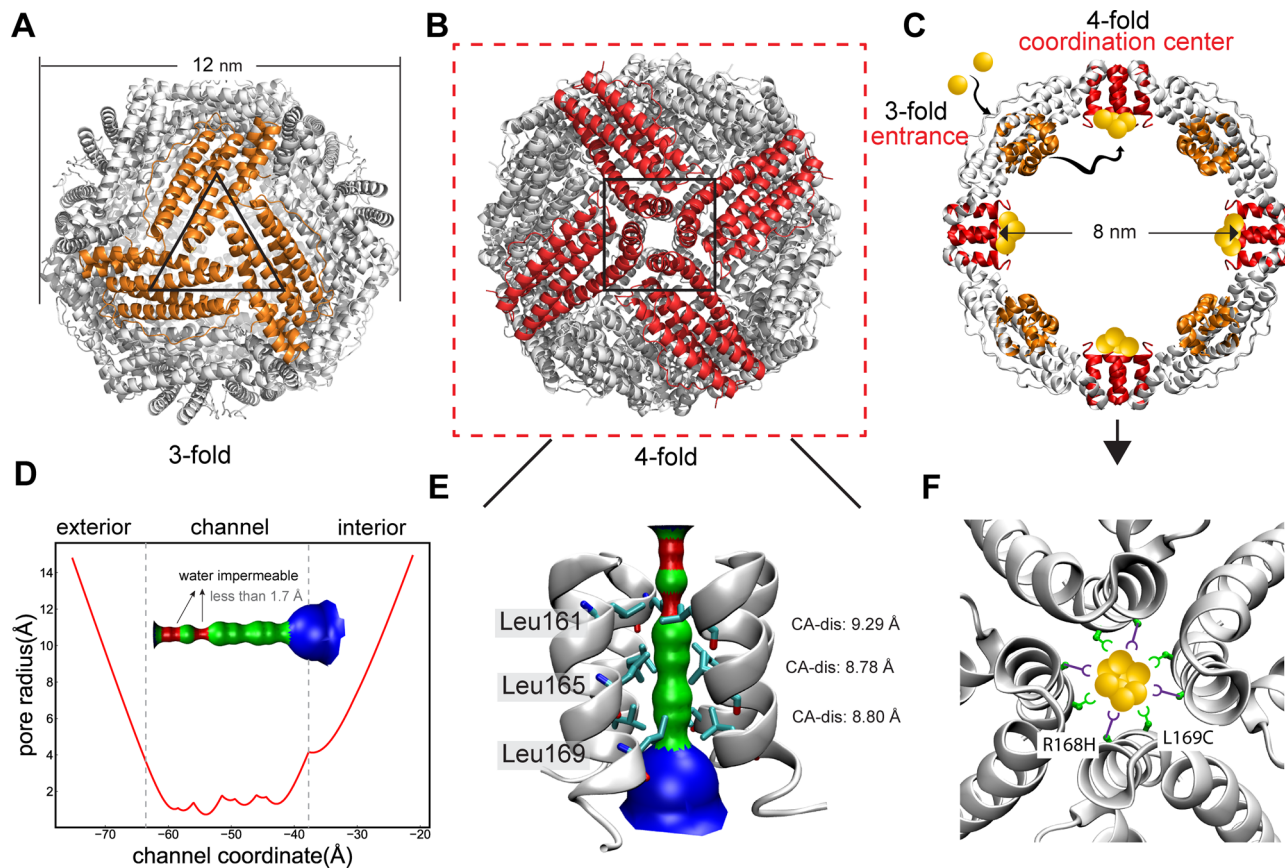 A
12 nm
3-fold
B
4-fold
C
4-fold
coordination center
3-fold
entrance
8 nm
D
exterior
channel
interior
water impermeable
less than 1.7 Å
14
12
10
8
6
4
2
pore radius(Å)
−70
−60
−50
−40
−30
−20
channel coordinate(Å)
E
Leu161
Leu165
Leu169
CA-dis: 9.29 Å
CA-dis: 8.78 Å
CA-dis: 8.80 Å
F
R168H
L169C